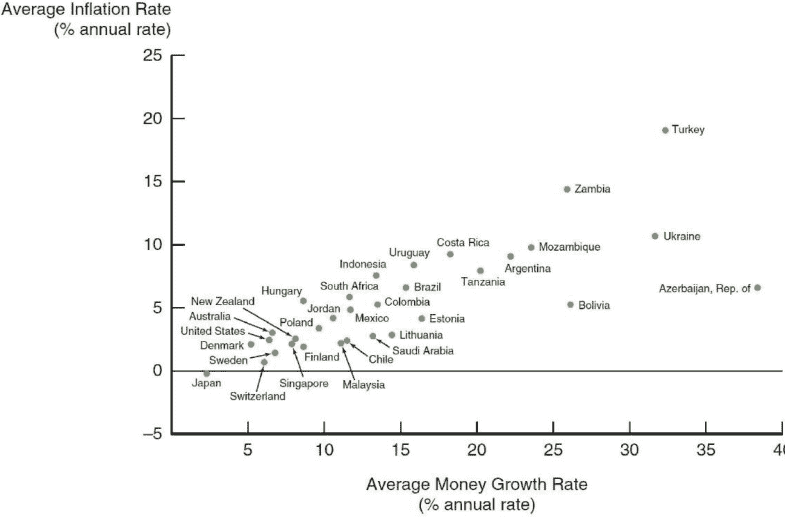 Average Inflation Rate
(% annual rate)
25
20
Turkey
15
Zambia
10
Ukraine
Costa Rica
Mozambique
Uruguay
Argentina
Indonesia
Tanzania
South Africa
Brazil
Azerbaijan, Rep. of
Hungary
Colombia
Bolivia
5
New Zealand
Jordan
Mexico
Estonia
Australia
Poland
United States
Lithuania
Denmark
Saudi Arabia
Sweden
Finland
Chile
0
Japan
Singapore
Malaysia
Switzerland
–5
5 10 15 20 25 30 35 40
Average Money Growth Rate
(% annual rate)